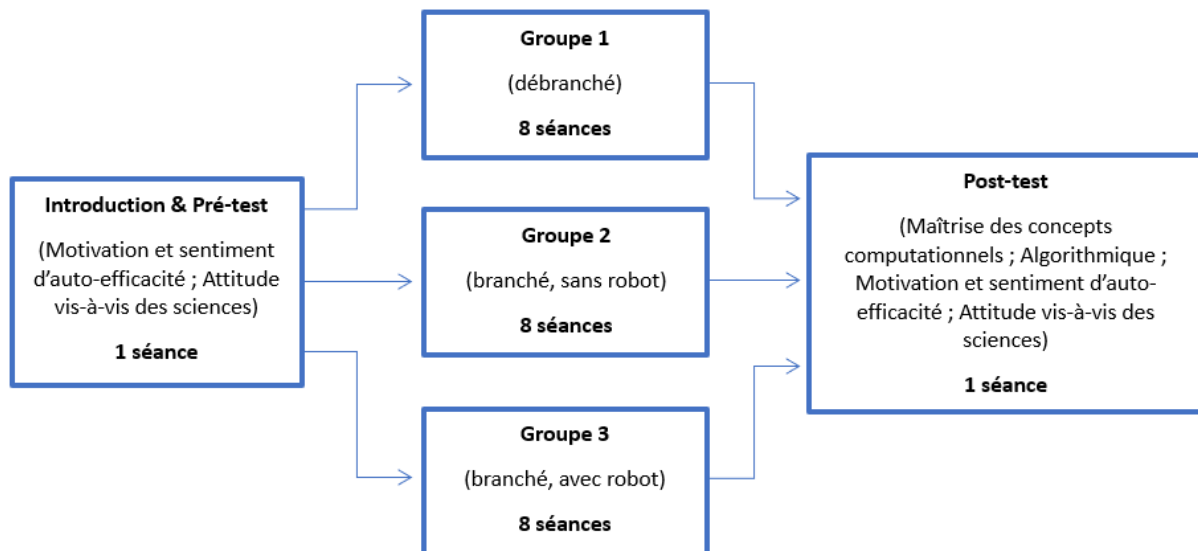 Introduction & Pré-test
(Motivation et sentiment
d'auto-efficacité ; Attitude
vis-à-vis des sciences)
1 séance
Groupe 1
(débranché)
8 séances
Groupe 2
(branché, sans robot)
8 séances
Groupe 3
(branché, avec robot)
8 séances
Post-test
(Maîtrise des concepts
computationnels ; Algorithmique ;
Motivation et sentiment d'auto-
efficacité ; Attitude vis-à-vis des
sciences)
1 séance